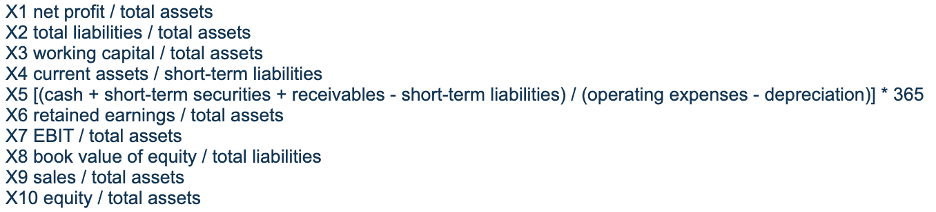 X1 net profit / total assets
X2 total liabilities / total assets
X3 working capital / total assets
X4 current assets / short-term liabilities
X5 [(cash + short-term securities + receivables - short-term liabilities) / (operating expenses - depreciation)] * 365
X6 retained earnings / total assets
X7 EBIT / total assets
X8 book value of equity / total liabilities
X9 sales / total assets
X10 equity / total assets